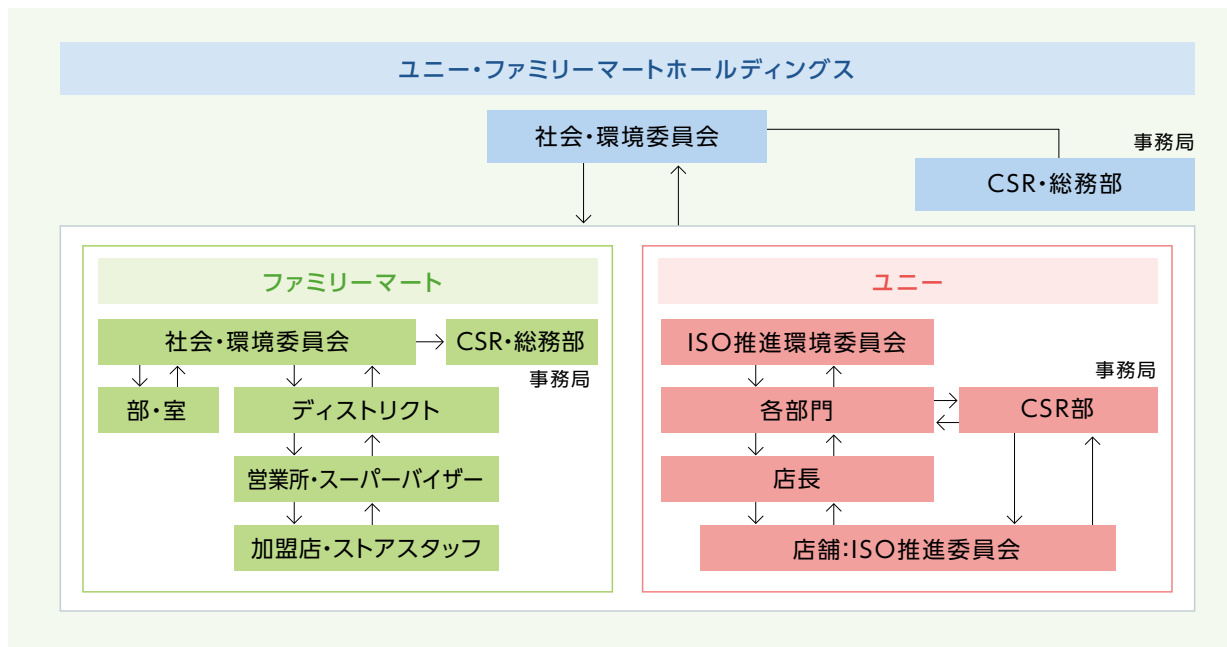 ユニー・ファミリーマートホールディングス
社会・環境委員会
事務局
CSR・総務部
ファミリーマート
社会・環境委員会
CSR・総務部
事務局
部・室
ディストリクト
営業所・スーパーバイザー
加盟店・ストアスタッフ
ユニー
ISO推進環境委員会
事務局
各部門
CSR部
店長
店舗:ISO推進委員会